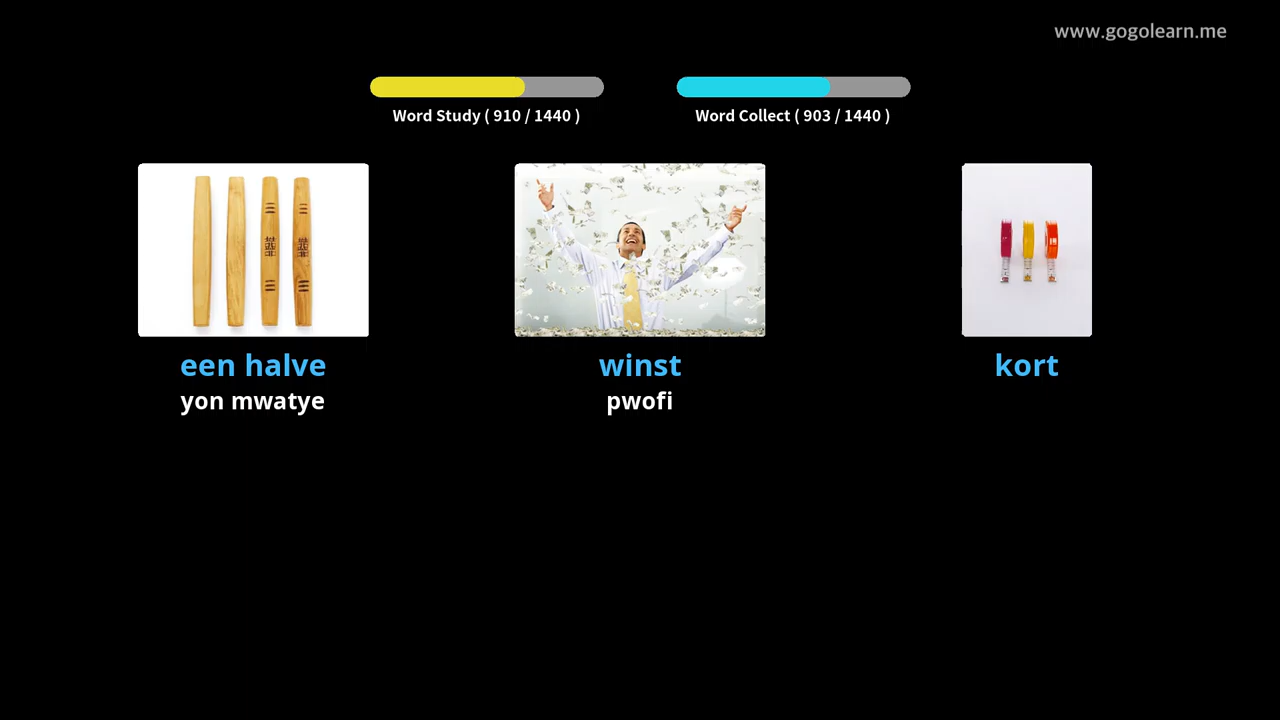 www.gogolearn.me
Word Study ( 910 / 1440 )
Word Collect ( 903 / 1440 )
een halve
yon mwatye
winst
pwofi
kort